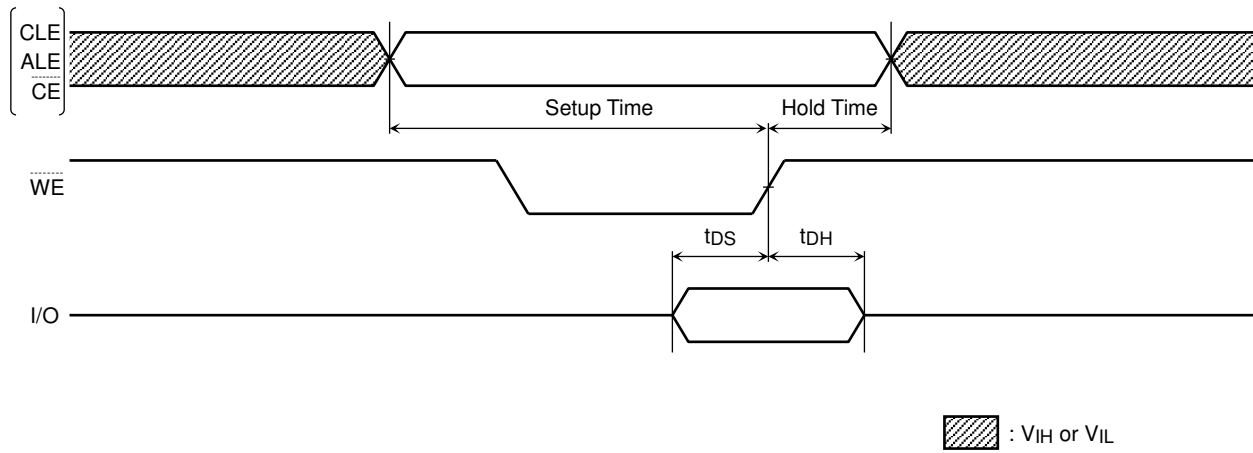 CLE
ALE
CE
Setup Time
Hold Time
WE
tDS
tDH
I/O
: VIH or VIL